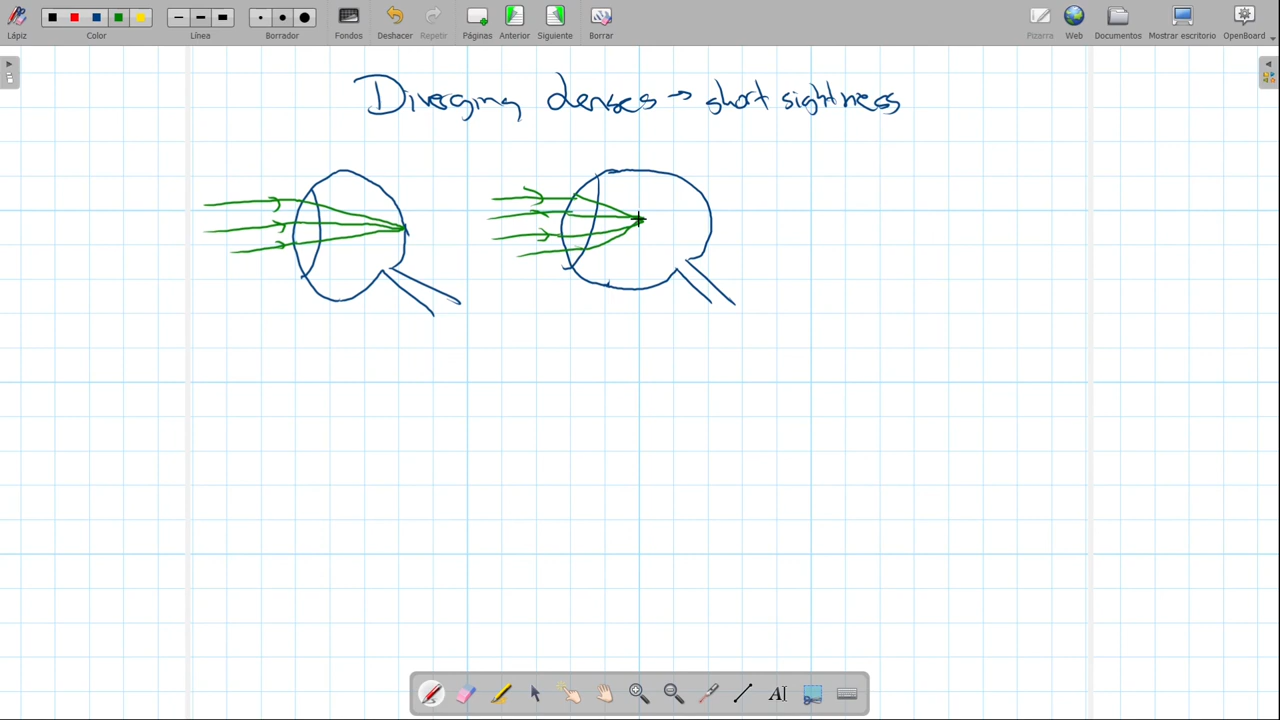 Lápiz Color Línea Borrador Fondos Deshacer Repetir Páginas Anterior Siguiente Borrar Pizarra Web Documentos Mostrar escritorio OpenBoard
Diverging lenses → short sightness
AI